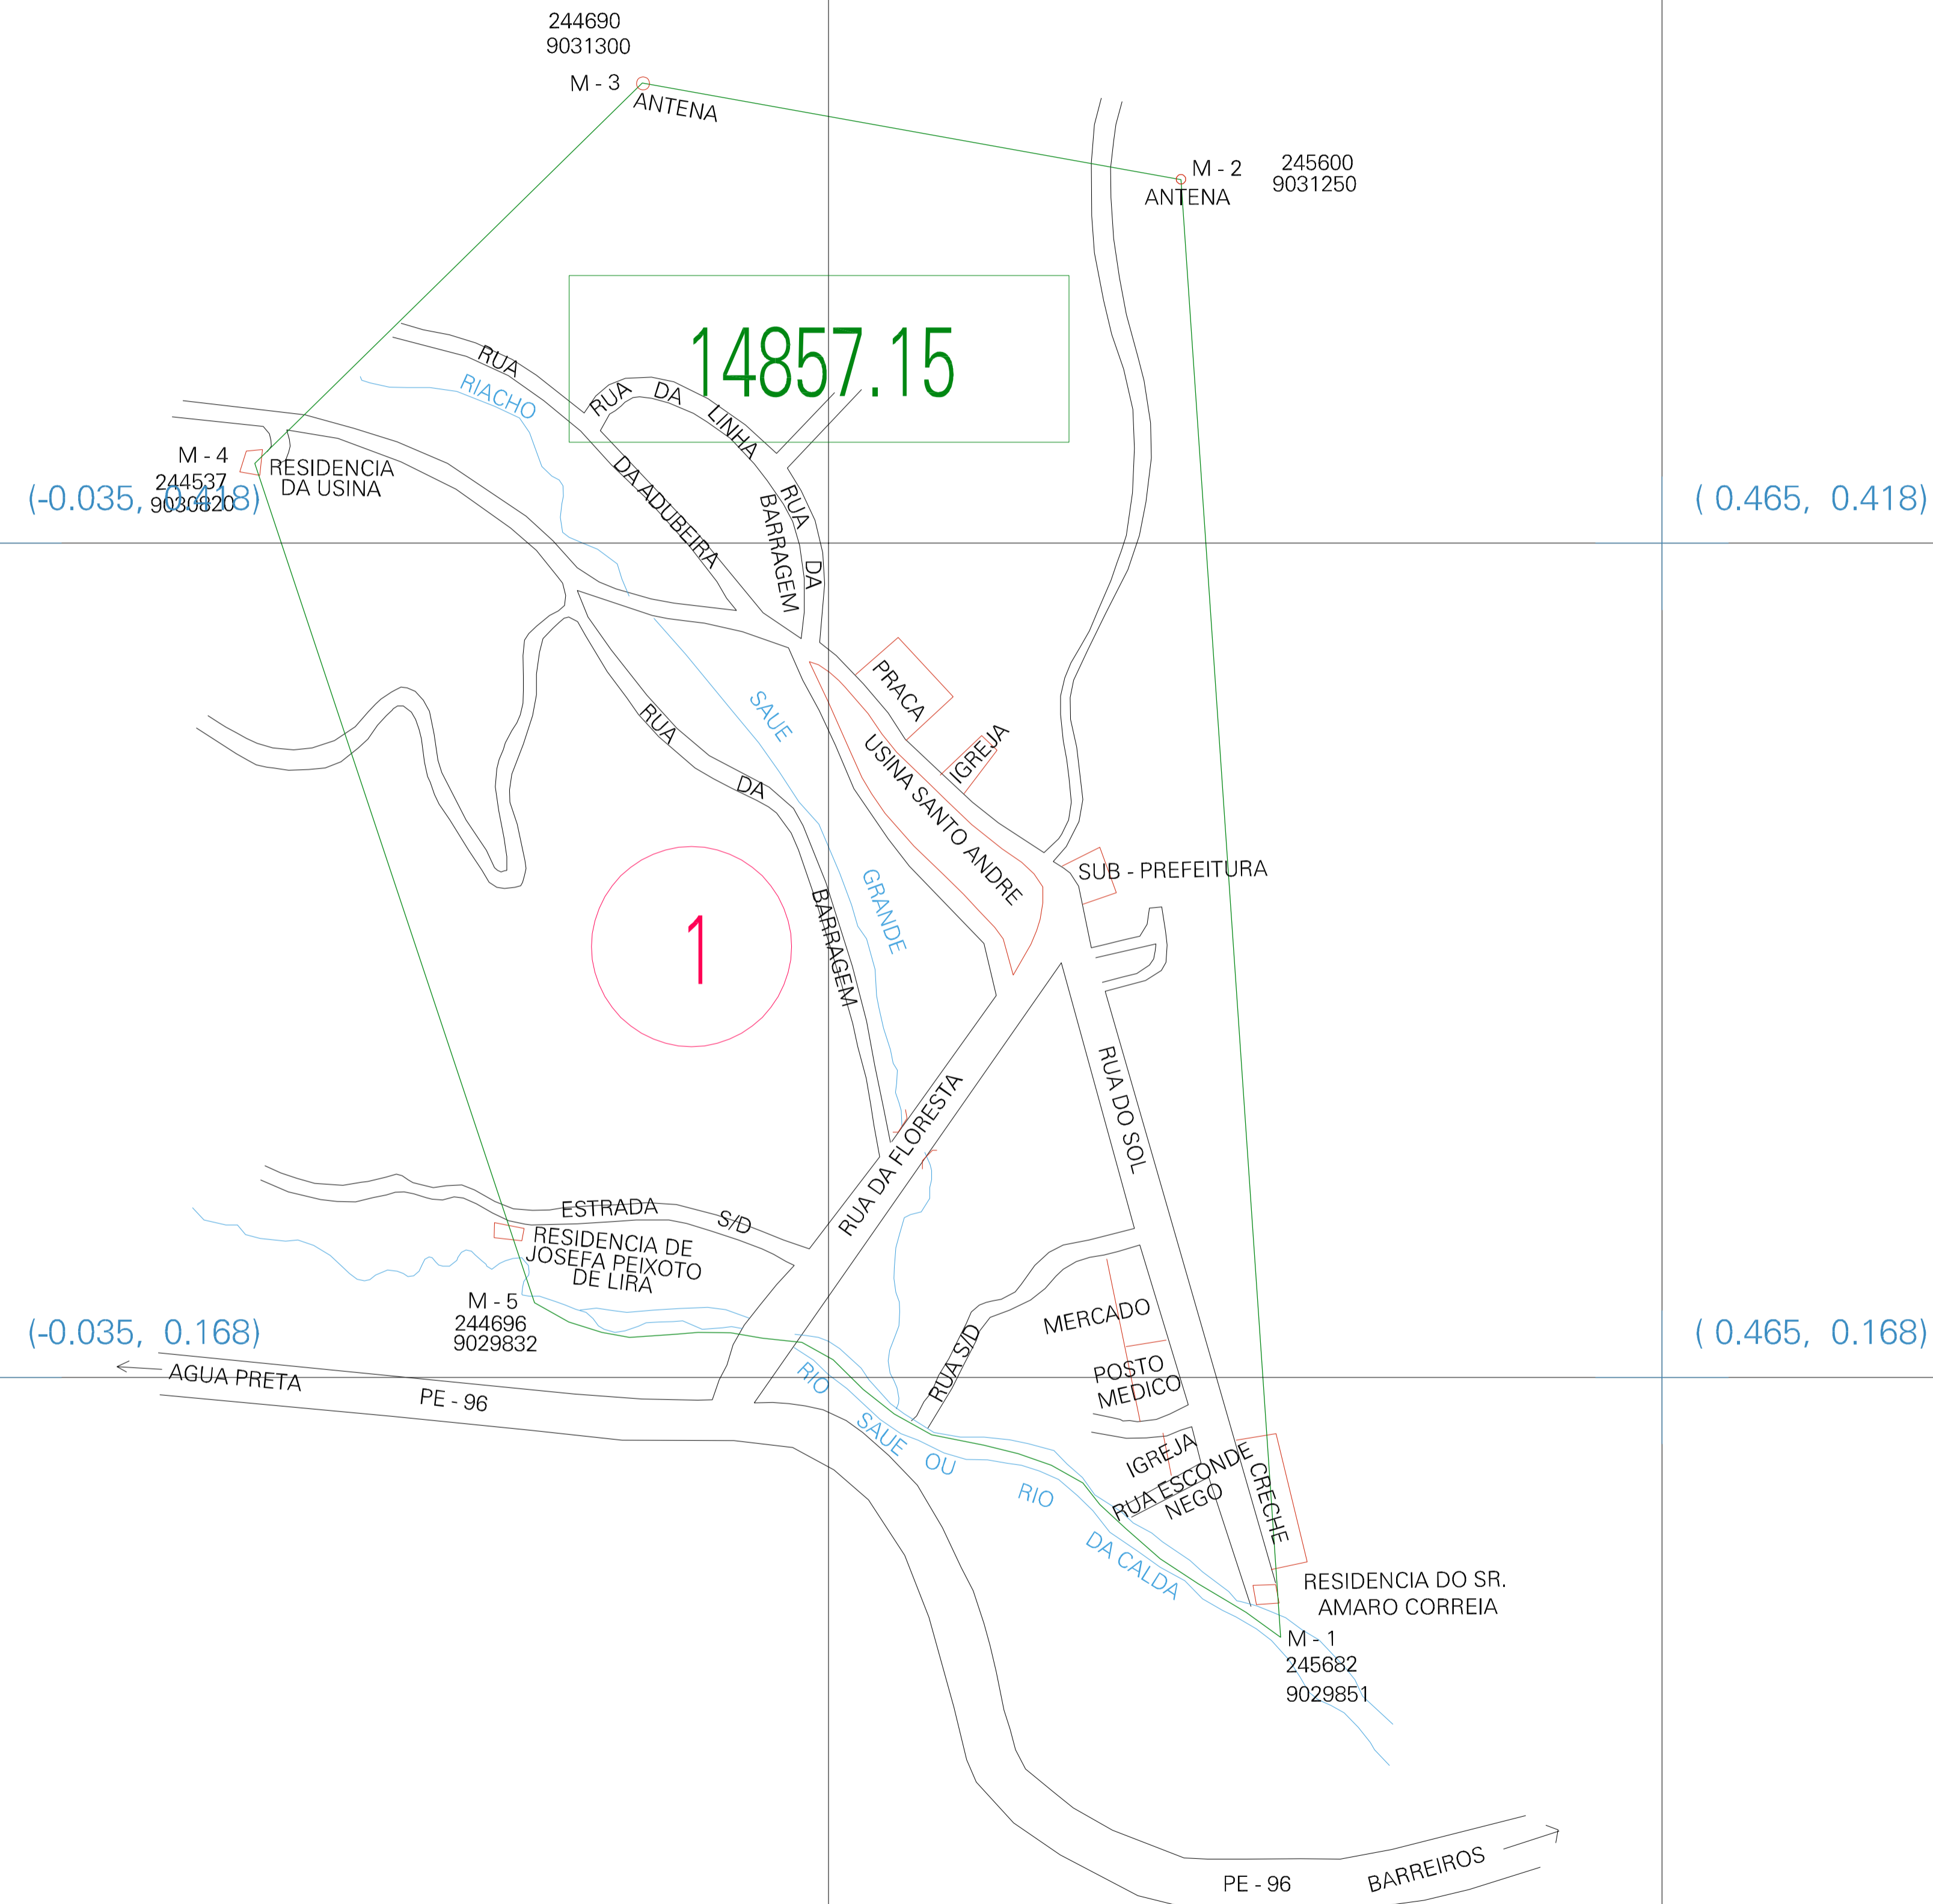 244690
9031300
M - 3
ANTENA
M - 2
245600
9031250
ANTENA
14857.15
RUA
RIACHO
RUA
DA
LINHA
M - 4
244537
9030820
RESIDENCIA
DA USINA
DA ADUBEIRA
RUA
DA
BARRAGEM
(-0.035, 0.418)
( 0.465, 0.418)
PRACA
SAUE
RUA
IGREJA
USINA SANTO ANDRE
DA
SUB - PREFEITURA
GRANDE
BARRAGEM
1
RUA DO SOL
RUA DA FLORESTA
ESTRADA
S/D
RESIDENCIA DE
JOSEFA PEIXOTO
DE LIRA
M - 5
244696
9029832
MERCADO
(-0.035, 0.168)
( 0.465, 0.168)
RUA S/D
POSTO
MEDICO
AGUA PRETA
PE - 96
RIO
SAUE
OU
RIO
DA CALDA
IGREJA
RUA ESCONDE
NEGO
CRECHE
RESIDENCIA DO SR.
AMARO CORREIA
M - 1
245682
9029851
PE - 96
BARREIROS